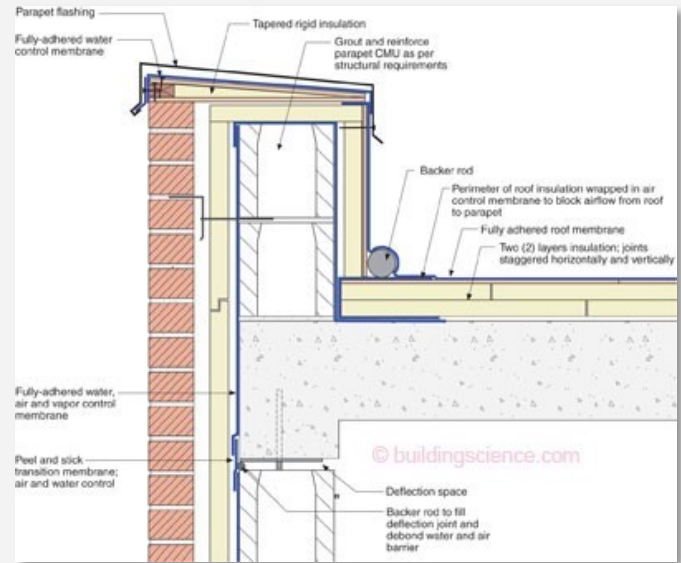 Parapet flashing
Fully-adhered water
control membrane
Tapered rigid insulation
Grout and reinforce
parapet CMU as per
structural requirements
Backer rod
Perimeter of roof insulation wrapped in air
control membrane to block airflow from roof
to parapet
Fully adhered roof membrane
Two (2) layers insulation; joints
staggered horizontally and vertically
Fully-adhered water,
air and vapor control
membrane
Peel and stick
transition membrane;
air and water control
© buildingscience.com
Deflection space
Backer rod to fill
deflection joint and
debond water and air
barrier